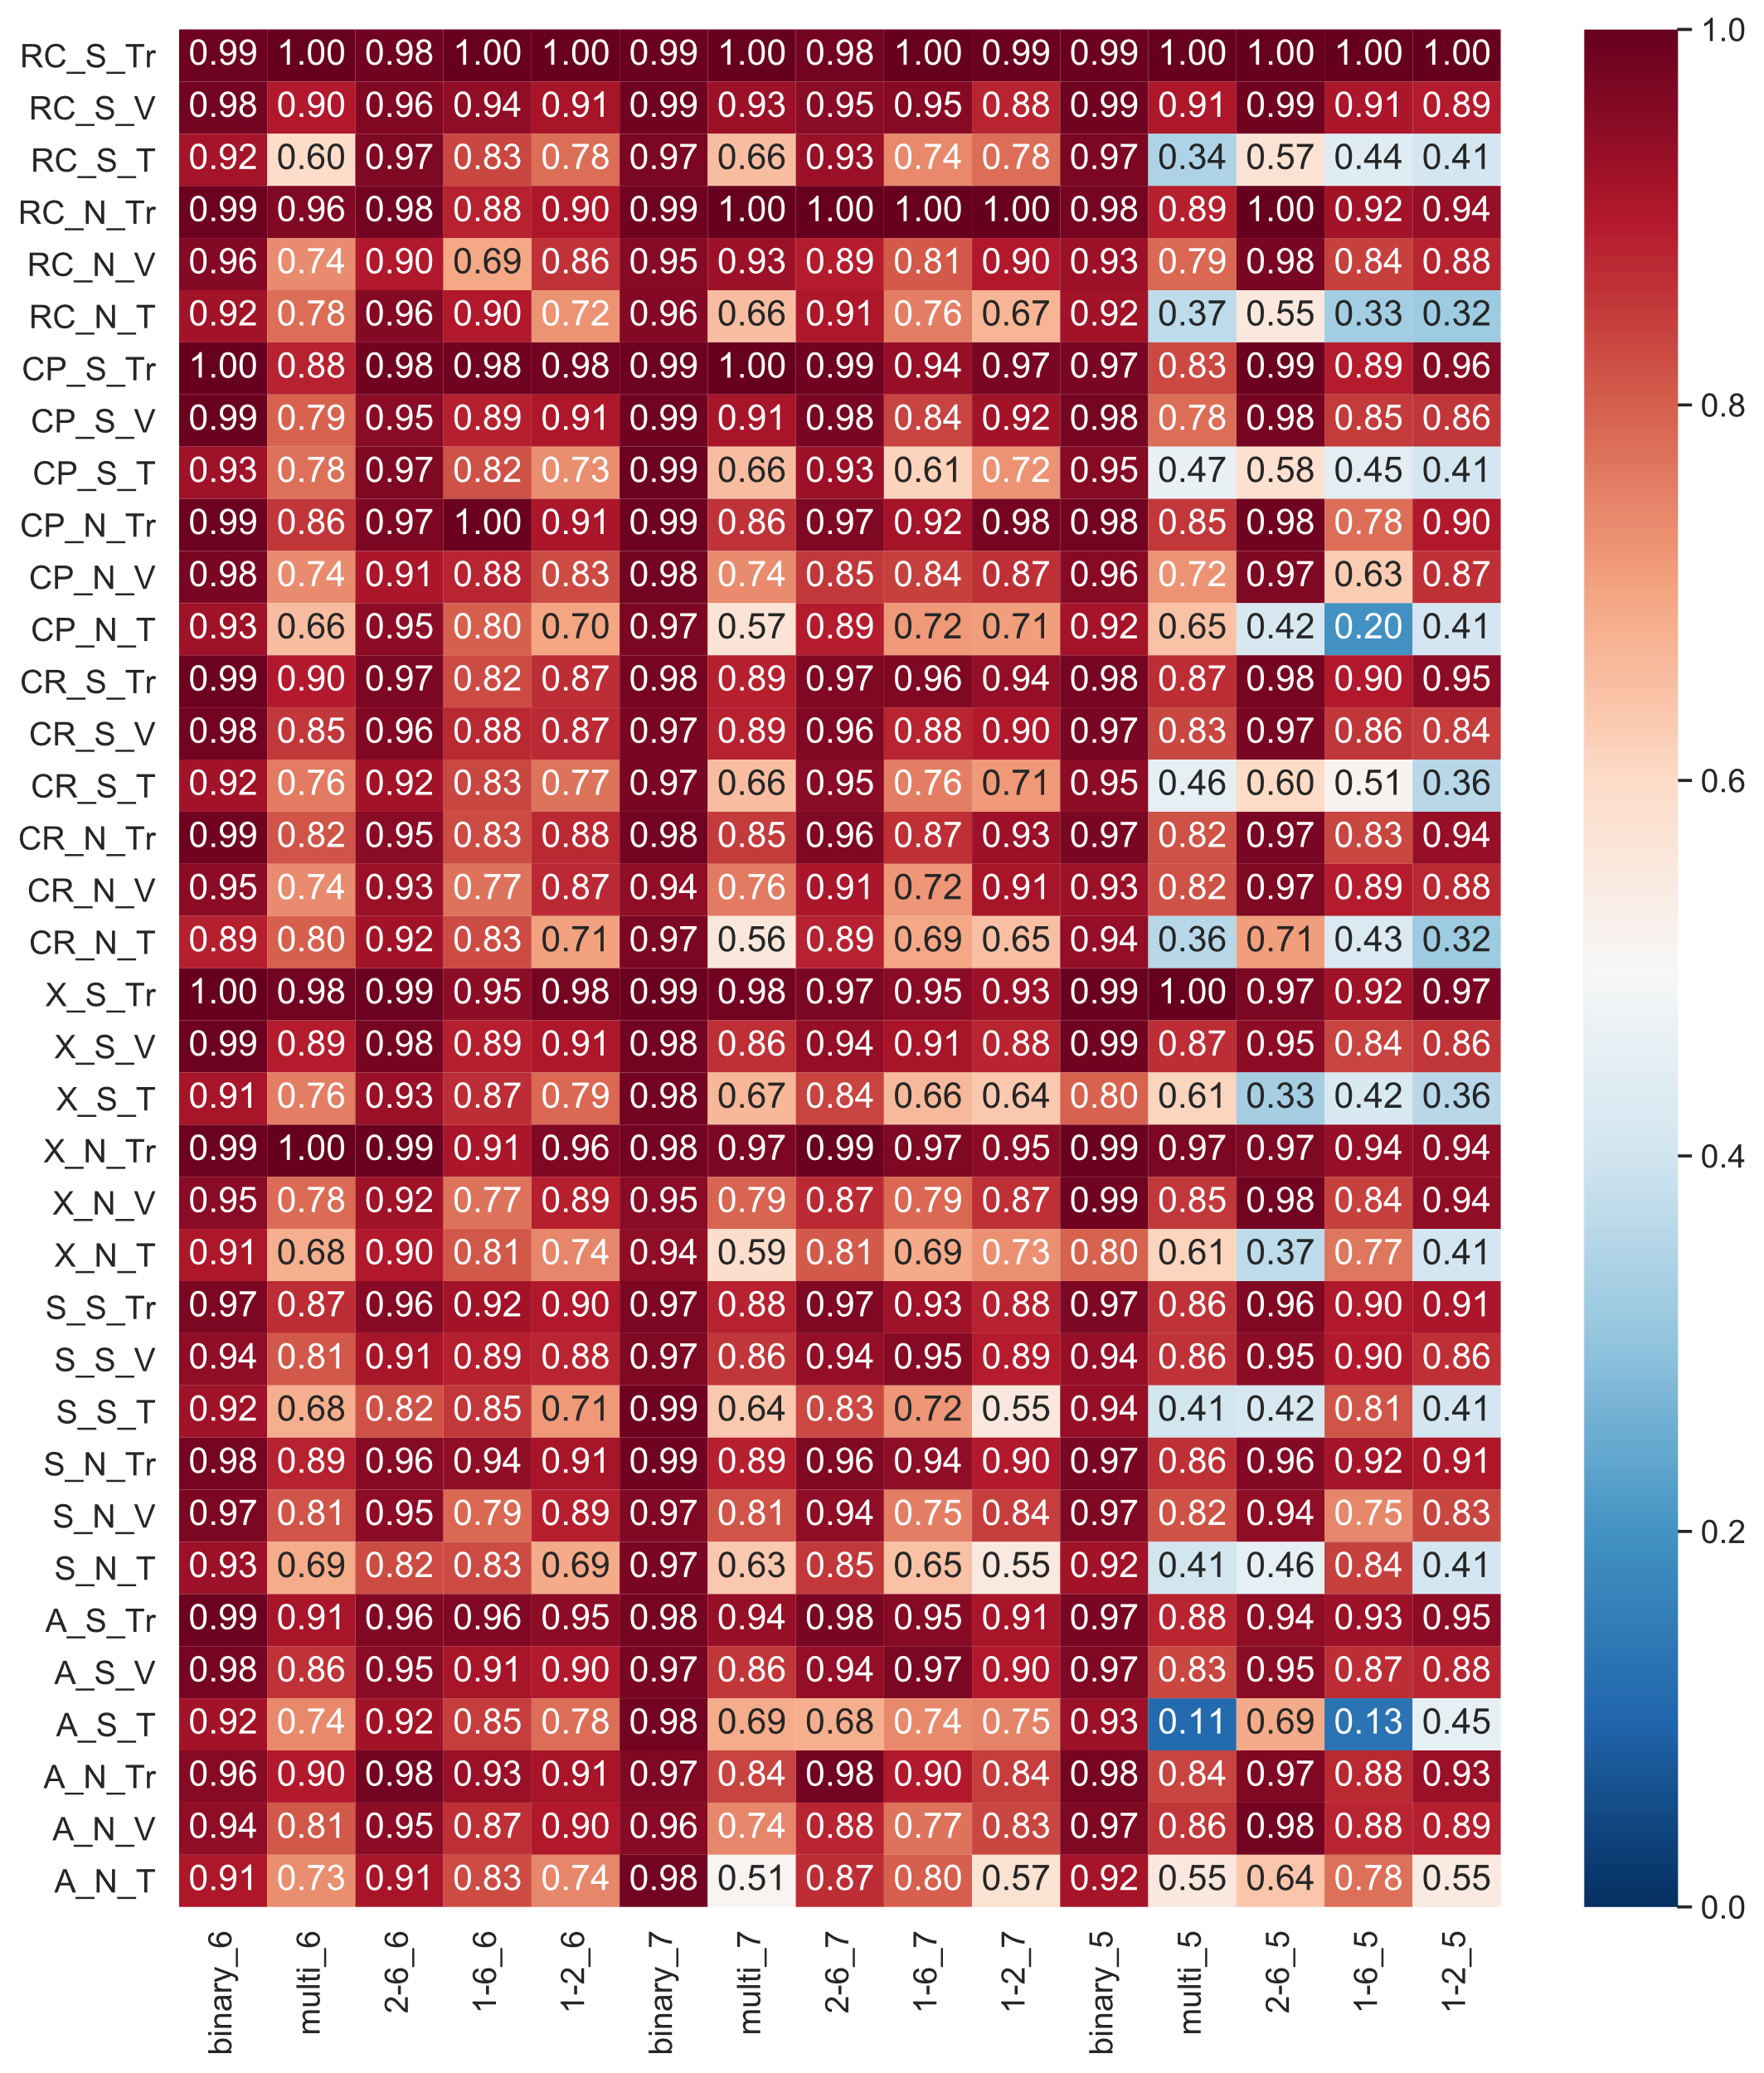 RC_S_Tr 0.99 1.00 0.98 1.00 1.00 0.99 1.00 0.98 1.00 0.99 0.99 1.00 1.00 1.00 1.00
RC_S_V 0.98 0.90 0.96 0.94 0.91 0.99 0.93 0.95 0.95 0.88 0.99 0.91 0.99 0.91 0.89
RC_S_T 0.92 0.60 0.97 0.83 0.78 0.97 0.66 0.93 0.74 0.78 0.97 0.34 0.57 0.44 0.41
RC_N_Tr 0.99 0.96 0.98 0.88 0.90 0.99 1.00 1.00 1.00 1.00 0.98 0.89 1.00 0.92 0.94
RC_N_V 0.96 0.74 0.90 0.69 0.86 0.95 0.93 0.89 0.81 0.90 0.93 0.79 0.98 0.84 0.88
RC_N_T 0.92 0.78 0.96 0.90 0.72 0.96 0.66 0.91 0.76 0.67 0.92 0.37 0.55 0.33 0.32
CP_S_Tr 1.00 0.88 0.98 0.98 0.98 0.99 1.00 0.99 0.94 0.97 0.97 0.83 0.99 0.89 0.96
CP_S_V 0.99 0.79 0.95 0.89 0.91 0.99 0.91 0.98 0.84 0.92 0.98 0.78 0.98 0.85 0.86
CP_S_T 0.93 0.78 0.97 0.82 0.73 0.99 0.66 0.93 0.61 0.72 0.95 0.47 0.58 0.45 0.41
CP_N_Tr 0.99 0.86 0.97 1.00 0.91 0.99 0.86 0.97 0.92 0.98 0.98 0.85 0.98 0.78 0.90
CP_N_V 0.98 0.74 0.91 0.88 0.83 0.98 0.74 0.85 0.84 0.87 0.96 0.72 0.97 0.63 0.87
CP_N_T 0.93 0.66 0.95 0.80 0.70 0.97 0.57 0.89 0.72 0.71 0.92 0.65 0.42 0.20 0.41
CR_S_Tr 0.99 0.90 0.97 0.82 0.87 0.98 0.89 0.97 0.96 0.94 0.98 0.87 0.98 0.90 0.95
CR_S_V 0.98 0.85 0.96 0.88 0.87 0.97 0.89 0.96 0.88 0.90 0.97 0.83 0.97 0.86 0.84
CR_S_T 0.92 0.76 0.92 0.83 0.77 0.97 0.66 0.95 0.76 0.71 0.95 0.46 0.60 0.51 0.36
CR_N_Tr 0.99 0.82 0.95 0.83 0.88 0.98 0.85 0.96 0.87 0.93 0.97 0.82 0.97 0.83 0.94
CR_N_V 0.95 0.74 0.93 0.77 0.87 0.94 0.76 0.91 0.72 0.91 0.93 0.82 0.97 0.89 0.88
CR_N_T 0.89 0.80 0.92 0.83 0.71 0.97 0.56 0.89 0.69 0.65 0.94 0.36 0.71 0.43 0.32
X_S_Tr 1.00 0.98 0.99 0.95 0.98 0.99 0.98 0.97 0.95 0.93 0.99 1.00 0.97 0.92 0.97
X_S_V 0.99 0.89 0.98 0.89 0.91 0.98 0.86 0.94 0.91 0.88 0.99 0.87 0.95 0.84 0.86
X_S_T 0.91 0.76 0.93 0.87 0.79 0.98 0.67 0.84 0.66 0.64 0.80 0.61 0.33 0.42 0.36
X_N_Tr 0.99 1.00 0.99 0.91 0.96 0.98 0.97 0.99 0.97 0.95 0.99 0.97 0.97 0.94 0.94
X_N_V 0.95 0.78 0.92 0.77 0.89 0.95 0.79 0.87 0.79 0.87 0.99 0.85 0.98 0.84 0.94
X_N_T 0.91 0.68 0.90 0.81 0.74 0.94 0.59 0.81 0.69 0.73 0.80 0.61 0.37 0.77 0.41
S_S_Tr 0.97 0.87 0.96 0.92 0.90 0.97 0.88 0.97 0.93 0.88 0.97 0.86 0.96 0.90 0.91
S_S_V 0.94 0.81 0.91 0.89 0.88 0.97 0.86 0.94 0.95 0.89 0.94 0.86 0.95 0.90 0.86
S_S_T 0.92 0.68 0.82 0.85 0.71 0.99 0.64 0.83 0.72 0.55 0.94 0.41 0.42 0.81 0.41
S_N_Tr 0.98 0.89 0.96 0.94 0.91 0.99 0.89 0.96 0.94 0.90 0.97 0.86 0.96 0.92 0.91
S_N_V 0.97 0.81 0.95 0.79 0.89 0.97 0.81 0.94 0.75 0.84 0.97 0.82 0.94 0.75 0.83
S_N_T 0.93 0.69 0.82 0.83 0.69 0.97 0.63 0.85 0.65 0.55 0.92 0.41 0.46 0.84 0.41
A_S_Tr 0.99 0.91 0.96 0.96 0.95 0.98 0.94 0.98 0.95 0.91 0.97 0.88 0.94 0.93 0.95
A_S_V 0.98 0.86 0.95 0.91 0.90 0.97 0.86 0.94 0.97 0.90 0.97 0.83 0.95 0.87 0.88
A_S_T 0.92 0.74 0.92 0.85 0.78 0.98 0.69 0.68 0.74 0.75 0.93 0.11 0.69 0.13 0.45
A_N_Tr 0.96 0.90 0.98 0.93 0.91 0.97 0.84 0.98 0.90 0.84 0.98 0.84 0.97 0.88 0.93
A_N_V 0.94 0.81 0.95 0.87 0.90 0.96 0.74 0.88 0.77 0.83 0.97 0.86 0.98 0.88 0.89
A_N_T 0.91 0.73 0.91 0.83 0.74 0.98 0.51 0.87 0.80 0.57 0.92 0.55 0.64 0.78 0.55
binary_6 multi_6 2-6_6 1-6_6 1-2_6 binary_7 multi_7 2-6_7 1-6_7 1-2_7 binary_5 multi_5 2-6_5 1-6_5 1-2_5
1.0
0.8
0.6
0.4
0.2
0.0